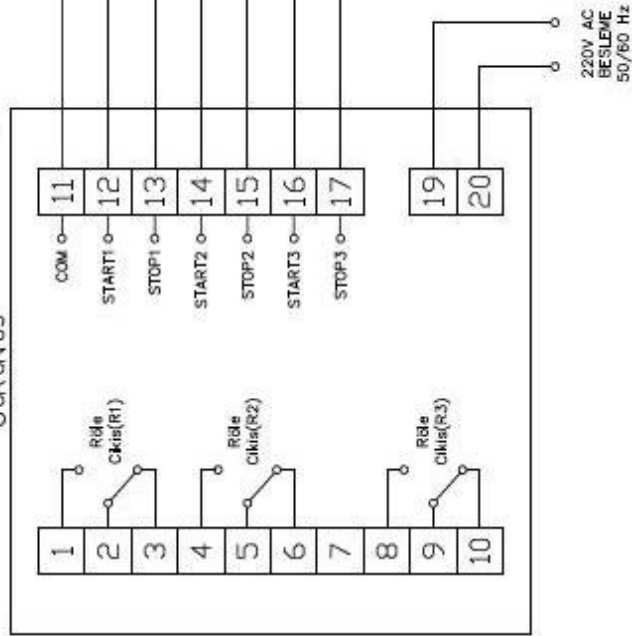 11
12
13
14
15
16
17
19
20
COM
START1
STOP1
START2
STOP2
START3
STOP3
220V AC
BESLEME
50/60 Hz
Röle
Cikis(R1)
Röle
Cikis(R2)
Röle
Cikis(R3)
1
2
3
4
5
6
7
8
9
10